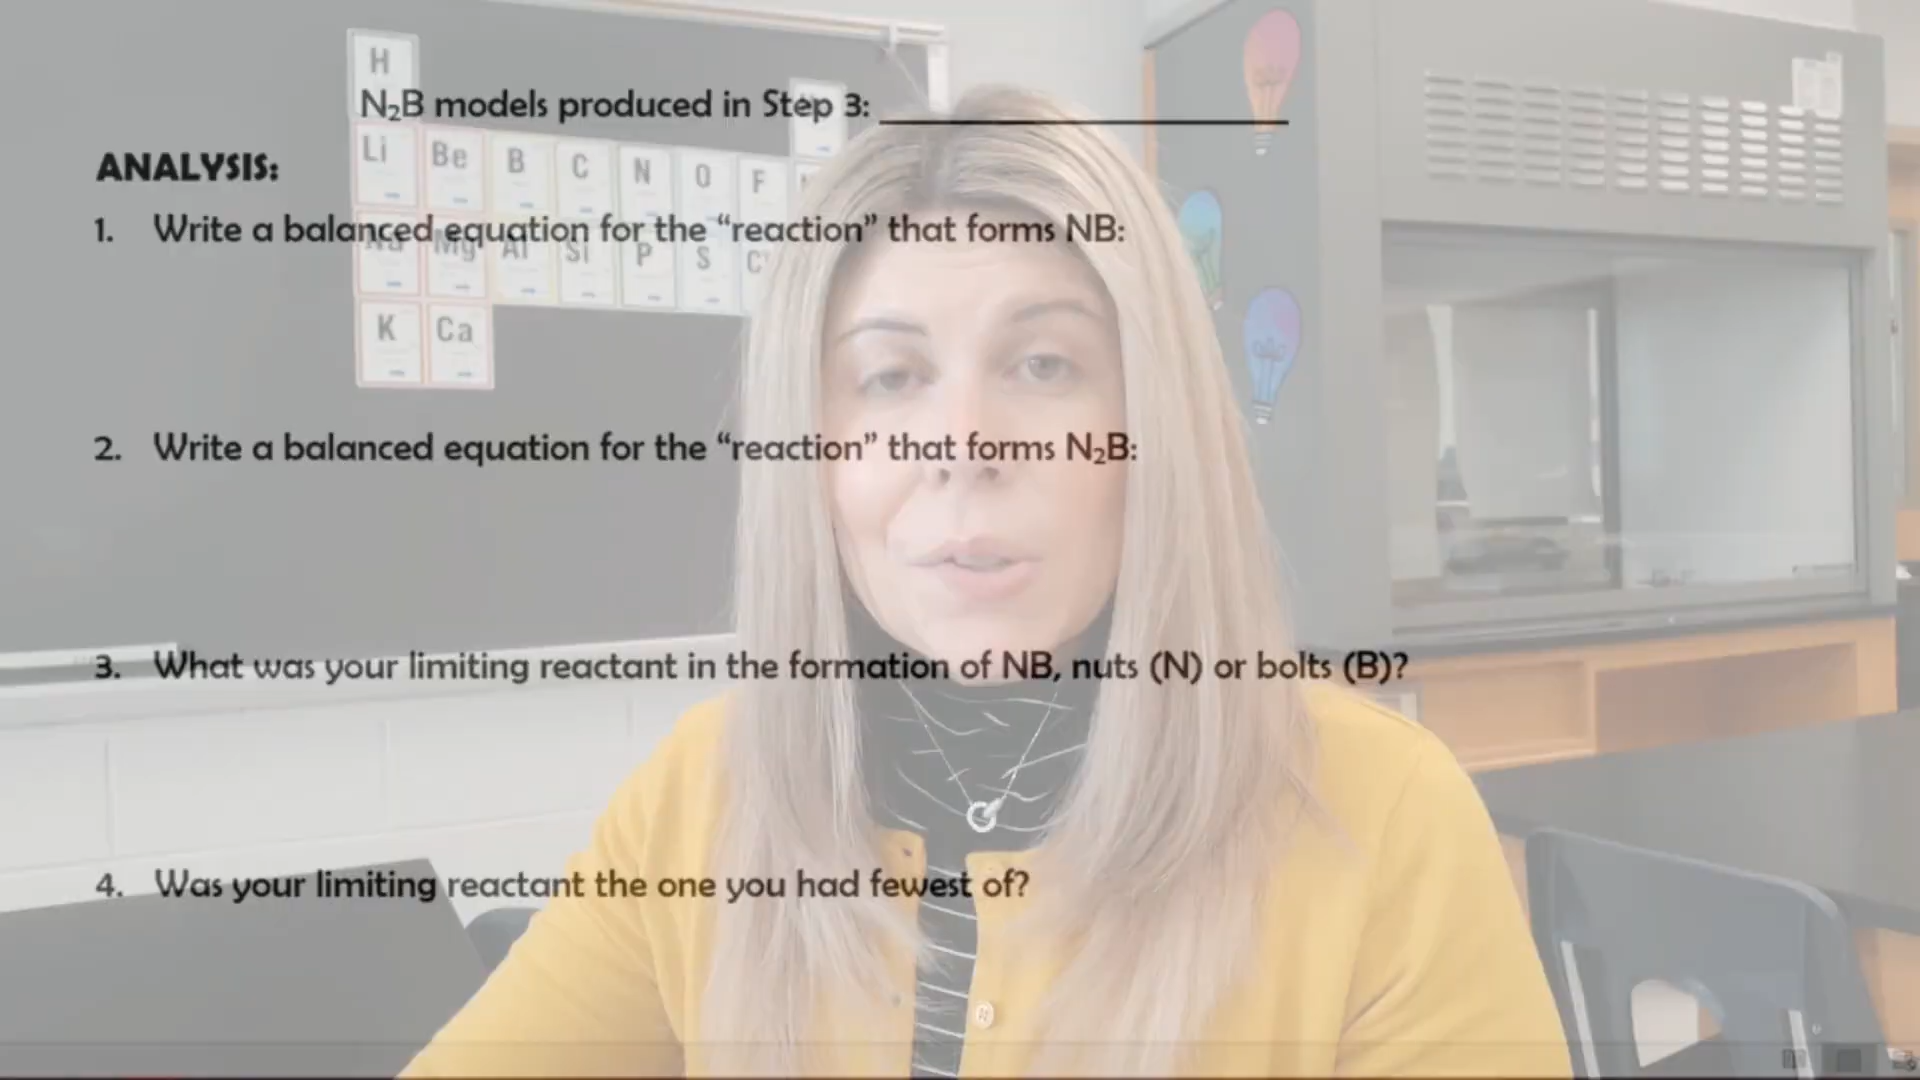 H
N₂B models produced in Step 3:
Li Be B C N O F
ANALYSIS:
1. Write a balanced equation for the “reaction” that forms NB:
Na Mg Al Si P S
K Ca
2. Write a balanced equation for the “reaction” that forms N₂B:
3. What was your limiting reactant in the formation of NB, nuts (N) or bolts (B)?
4. Was your limiting reactant the one you had fewest of?